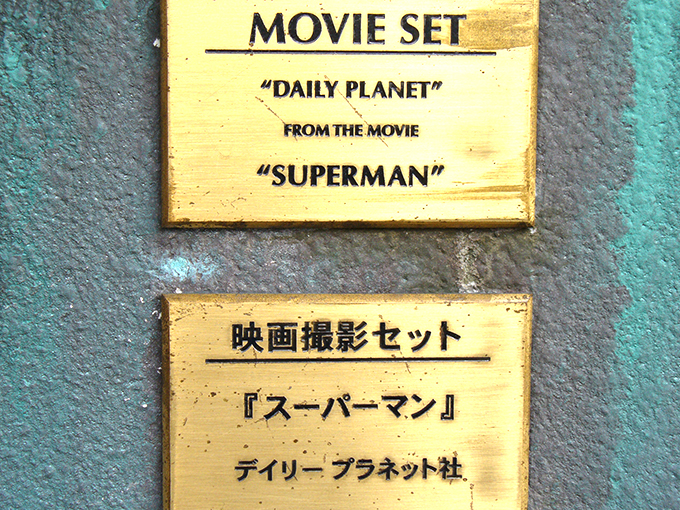 MOVIE SET
"DAILY PLANET"
FROM THE MOVIE
"SUPERMAN"
映画撮影セット
『スーパーマン』
デイリー プラネット社